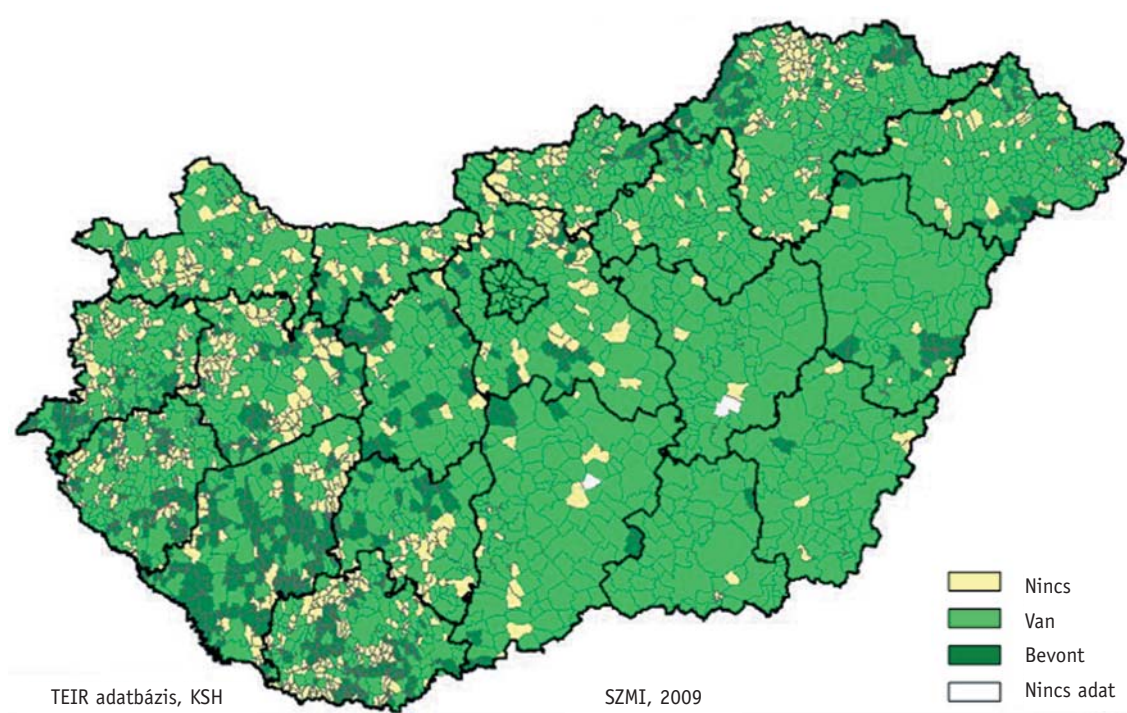 Nincs
Van
Bevont
Nincs adat
TEIR adatbázis, KSH
SZMI, 2009